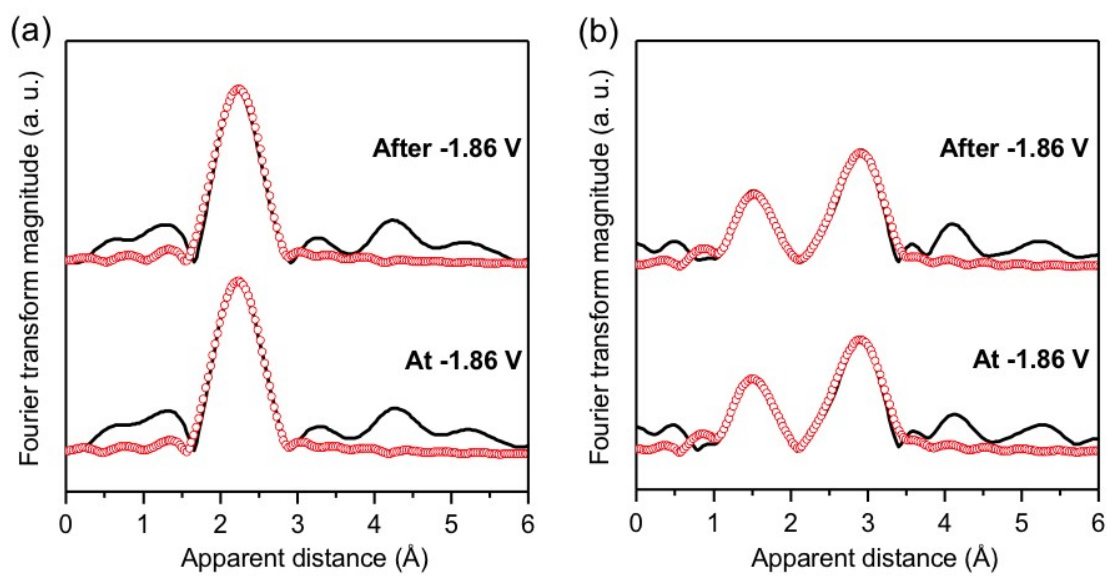 (a)
Fourier transform magnitude (a. u.)
After -1.86 V
At -1.86 V
0 1 2 3 4 5 6
Apparent distance (Å)
(b)
Fourier transform magnitude (a. u.)
After -1.86 V
At -1.86 V
0 1 2 3 4 5 6
Apparent distance (Å)